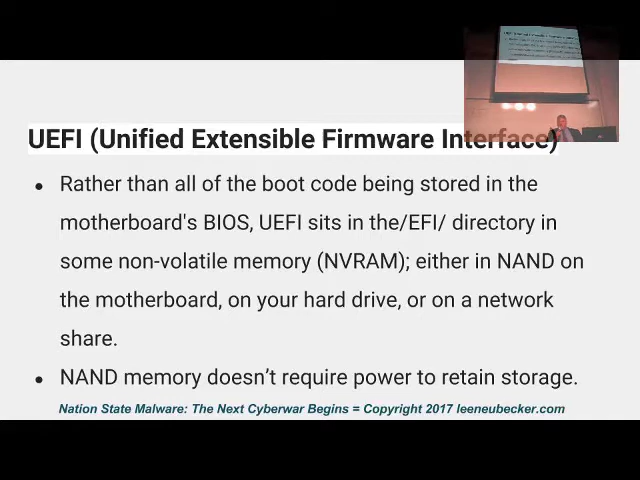 UEFI (Unified Extensible Firmware Interface)
● Rather than all of the boot code being stored in the
motherboard's BIOS, UEFI sits in the/EFI/ directory in
some non-volatile memory (NVRAM); either in NAND on
the motherboard, on your hard drive, or on a network
share.
● NAND memory doesn’t require power to retain storage.
Nation State Malware: The Next Cyberwar Begins = Copyright 2017 leeneubecker.com